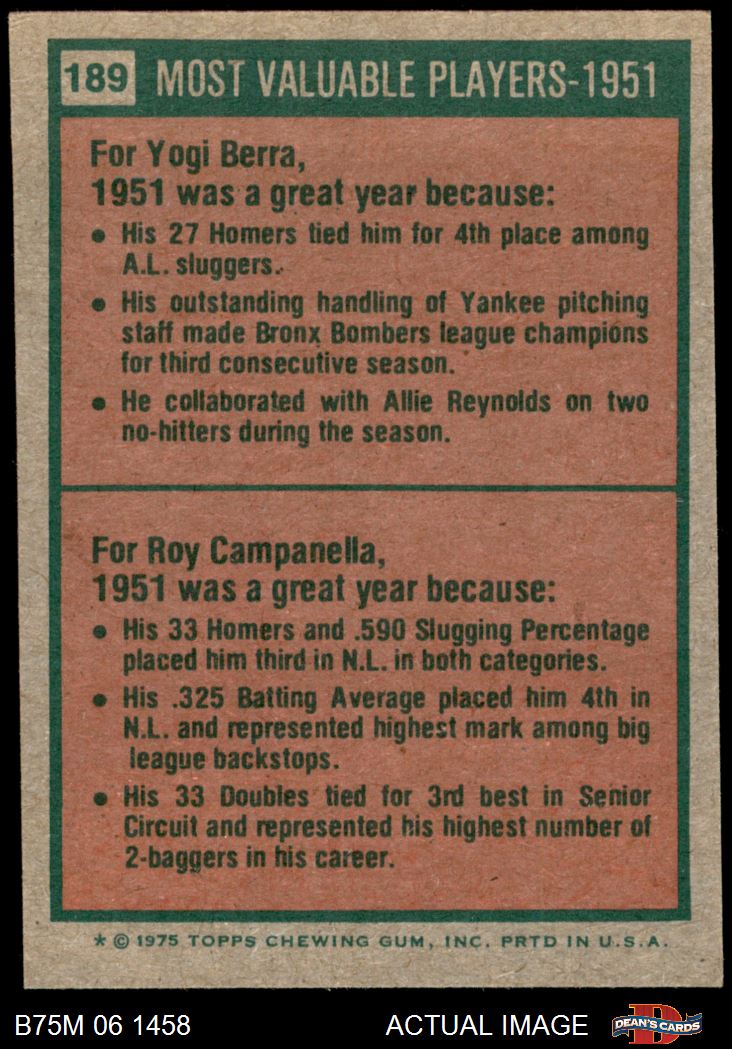 189 MOST VALUABLE PLAYERS-1951
For Yogi Berra,
1951 was a great year because:
• His 27 Homers tied him for 4th place among
A.L. sluggers.
• His outstanding handling of Yankee pitching
staff made Bronx Bombers league champions
for third consecutive season.
• He collaborated with Allie Reynolds on two
no-hitters during the season.
For Roy Campanella,
1951 was a great year because:
• His 33 Homers and .590 Slugging Percentage
placed him third in N.L. in both categories.
• His .325 Batting Average placed him 4th in
N.L. and represented highest mark among big
league backstops.
• His 33 Doubles tied for 3rd best in Senior
Circuit and represented his highest number of
2-baggers in his career.
* © 1975 TOPPS CHEWING GUM, INC. PRTD IN U.S.A.
B75M 06 1458 ACTUAL IMAGE DEAN'S CARDS